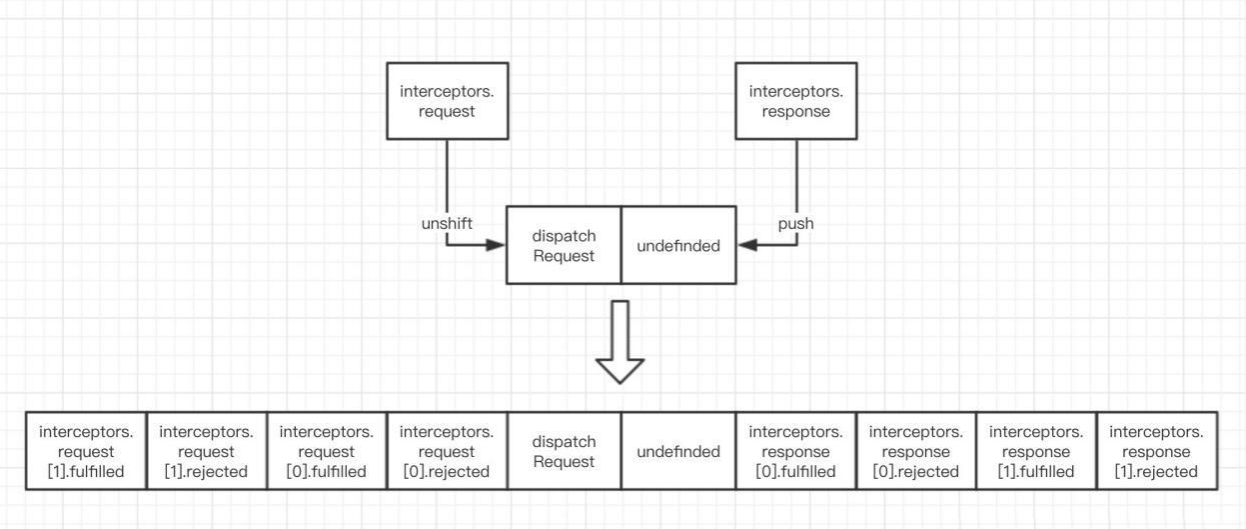 interceptors.
request
interceptors.
response
unshift
push
dispatch
Request
undefinded
interceptors.
request
[1].fulfilled
interceptors.
request
[1].rejected
interceptors.
request
[0].fulfilled
interceptors.
request
[0].rejected
dispatch
Request
undefinded
interceptors.
response
[0].fulfilled
interceptors.
response
[0].rejected
interceptors.
response
[1].fulfilled
interceptors.
response
[1].rejected